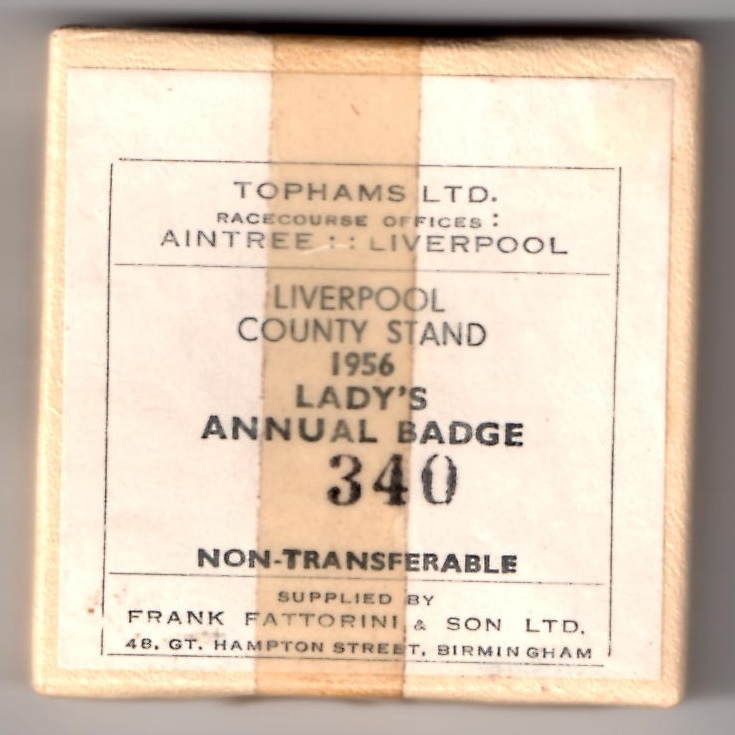 TOPHAMS LTD.
RACECOURSE OFFICES :
AINTREE : : LIVERPOOL
LIVERPOOL
COUNTY STAND
1956
LADY'S
ANNUAL BADGE
340
NON-TRANSFERABLE
SUPPLIED BY
FRANK FATTORINI & SON LTD.
48, GT. HAMPTON STREET, BIRMINGHAM